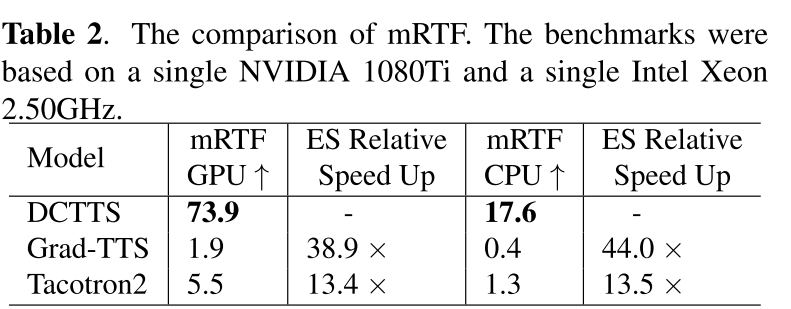 Table 2. The comparison of mRTF. The benchmarks were
based on a single NVIDIA 1080Ti and a single Intel Xeon
2.50GHz.
Model mRTF GPU ↑ ES Relative Speed Up mRTF CPU ↑ ES Relative Speed Up
DCTTS 73.9 - 17.6 -
Grad-TTS 1.9 38.9 × 0.4 44.0 ×
Tacotron2 5.5 13.4 × 1.3 13.5 ×